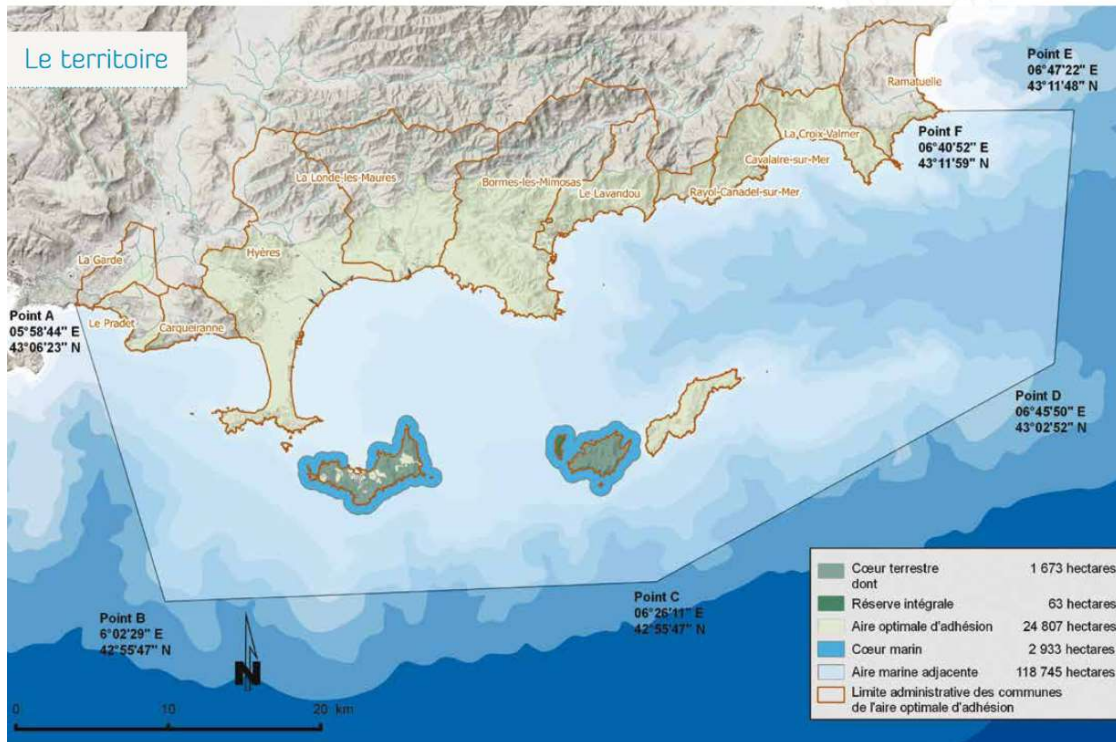 Le territoire
Point E
06°47'22" E
43°11'48" N
Ramatuelle
Point F
06°40'52" E
43°11'59" N
La Croix-Valmer
Cavalaire-sur-Mer
La Londe-les-Maures
Bormes-les-Mimosas
Le Lavandou
Rayol-Canadel-sur-Mer
Hyères
La Garde
Le Pradet
Carqueiranne
Point A
05°58'44" E
43°06'23" N
Point D
06°45'50" E
43°02'52" N
Point B
6°02'29" E
42°55'47" N
Point C
06°26'11" E
42°55'47" N
N
0 10 20 km
Cœur terrestre 1 673 hectares
dont
Réserve intégrale 63 hectares
Aire optimale d'adhésion 24 807 hectares
Cœur marin 2 933 hectares
Aire marine adjacente 118 745 hectares
Limite administrative des communes
de l'aire optimale d'adhésion